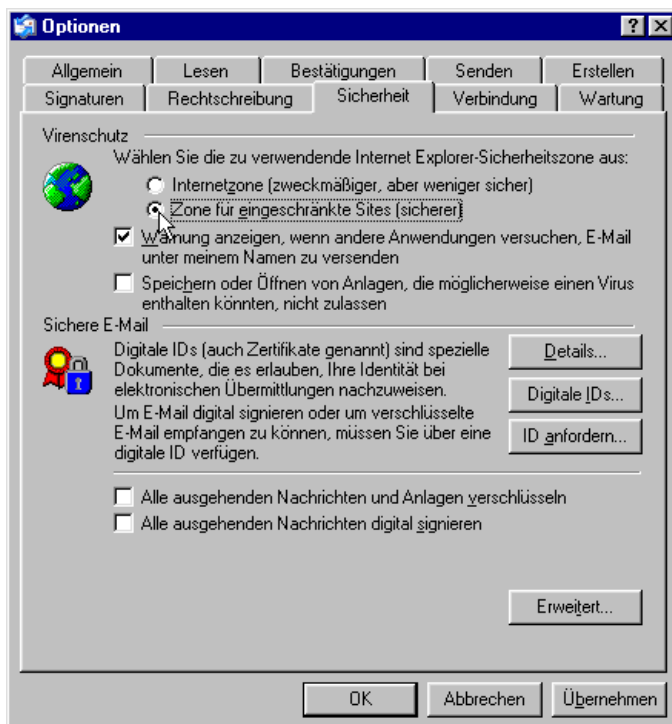 Optionen
Allgemein Lesen Bestätigungen Senden Erstellen
Signaturen Rechtschreibung Sicherheit Verbindung Wartung
Virenschutz
Wählen Sie die zu verwendende Internet Explorer-Sicherheitszone aus:
Internetzone (zweckmäßiger, aber weniger sicher)
Zone für eingeschränkte Sites (sicherer)
Warnung anzeigen, wenn andere Anwendungen versuchen, E-Mail
unter meinem Namen zu versenden
Speichern oder Öffnen von Anlagen, die möglicherweise einen Virus
enthalten könnten, nicht zulassen
Sichere E-Mail
Digitale IDs (auch Zertifikate genannt) sind spezielle
Dokumente, die es erlauben, Ihre Identität bei
elektronischen Übermittlungen nachzuweisen.
Um E-Mail digital signieren oder um verschlüsselte
E-Mail empfangen zu können, müssen Sie über eine
digitale ID verfügen.
Details...
Digitale IDs...
ID anfordern...
Alle ausgehenden Nachrichten und Anlagen verschlüsseln
Alle ausgehenden Nachrichten digital signieren
Erweitert...
OK Abbrechen Übernehmen